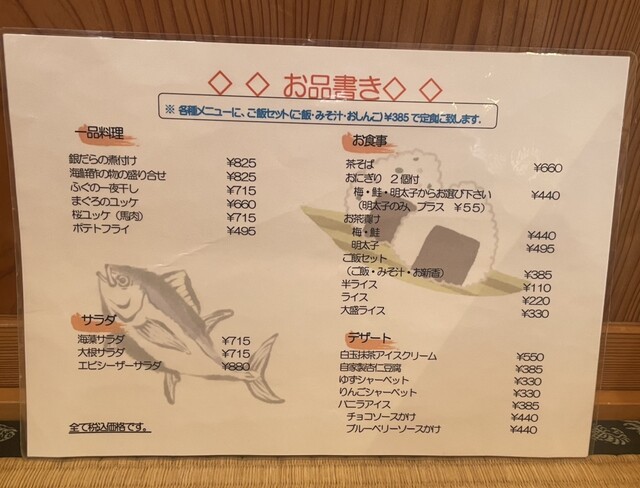 ◇ ◇ お品書き ◇ ◇
※ 各種メニューに、ご飯セット(ご飯・みそ汁・おしんこ)¥385で定食に致します。
一品料理
銀だらの煮付け ¥825
海鮮酢の物の盛り合せ ¥825
ふぐの一夜干し ¥715
まぐろのユッケ ¥660
桜ユッケ(馬肉) ¥715
ポテトフライ ¥495
サラダ
海藻サラダ ¥715
大根サラダ ¥715
エビシーザーサラダ ¥880
全て税込価格です。
お食事
茶そば ¥660
おにぎり 2個付
梅・鮭・明太子からお選び下さい ¥440
(明太子のみ、プラス ¥55)
お茶漬け
梅・鮭 ¥440
明太子 ¥495
ご飯セット
(ご飯・みそ汁・お新香) ¥385
半ライス ¥110
ライス ¥220
大盛ライス ¥330
デザート
白玉抹茶アイスクリーム ¥550
自家製杏仁豆腐 ¥385
ゆずシャーベット ¥330
りんごシャーベット ¥330
バニラアイス ¥385
チョコソースかけ ¥440
ブルーベリーソースかけ ¥440